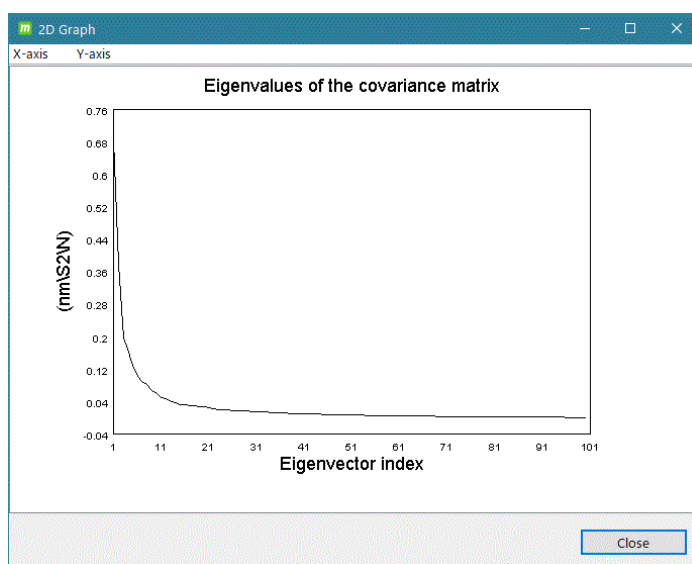 m 2D Graph
X-axis Y-axis
Eigenvalues of the covariance matrix
0.76
0.68
0.6
0.52
0.44
0.36
0.28
0.2
0.12
0.04
-0.04
(nm\S2\N)
1 11 21 31 41 51 61 71 81 91 101
Eigenvector index
Close